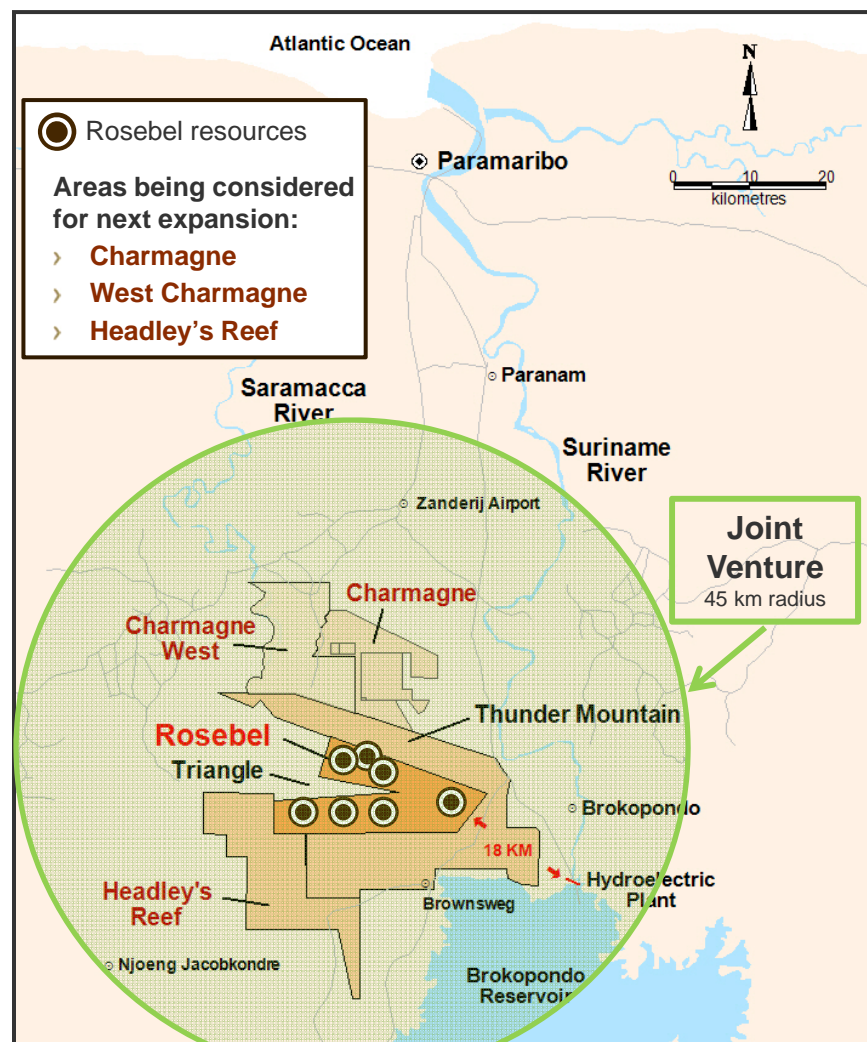 Atlantic Ocean
N
Rosebel resources
Paramaribo
Areas being considered
for next expansion:
› Charmagne
› West Charmagne
› Headley’s Reef
0 10 20
kilometres
Paranam
Saramacca
River
Suriname
River
Zanderij Airport
Joint
Venture
45 km radius
Charmagne
Charmagne
West
Thunder Mountain
Rosebel
Triangle
Brokopondo
18 KM
Hydroelectric
Plant
Headley's
Reef
Brownsweg
Njoeng Jacobkondre
Brokopondo
Reservoir